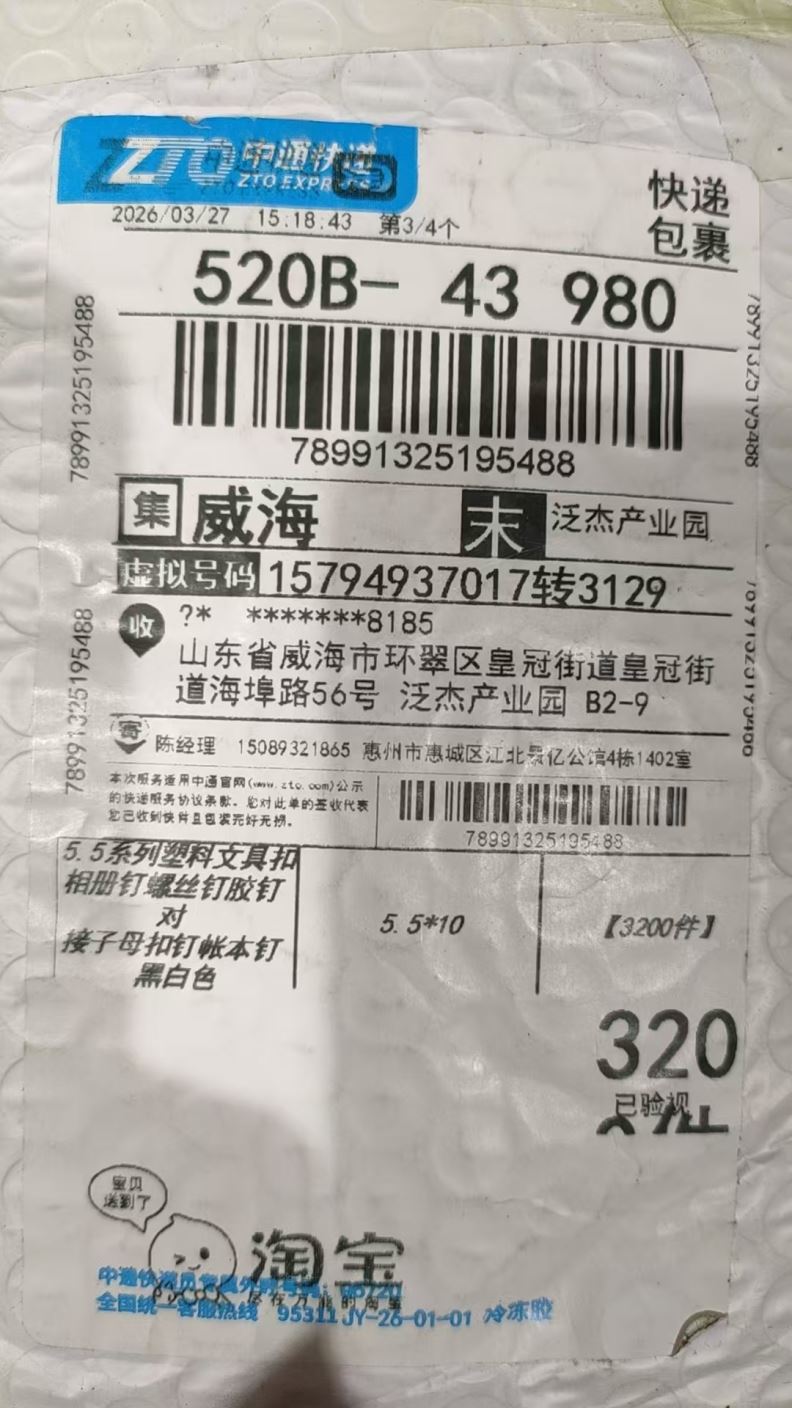 ZTO 中通快递
ZTO EXPRESS
快递
包裹
2026/03/27 15:18:43 第3/4个
520B- 43 980
78991325195488
78991325195488
集 威海 末 泛杰产业园
虚拟号码 15794937017转3129
收 ?* *******8185
山东省威海市环翠区皇冠街道皇冠街
道海埠路56号 泛杰产业园 B2-9
78991325195488
寄 陈经理 15089321865 惠州市惠城区江北景亿公馆4栋1402室
本次服务适用中通官网(www.zto.com)公示
的快递服务协议条款。您对此单的签收代表
您已收到快件且包裹完好无损。
78991325195488
5.5系列塑料文具扣
相册钉螺丝钉胶钉
对
接子母扣钉帐本钉
黑白色
5.5*10
【3200件】
320
已验视
宝贝
送到了
淘宝
全国统一客服热线 95311 JY-26-01-01 冷冻胶